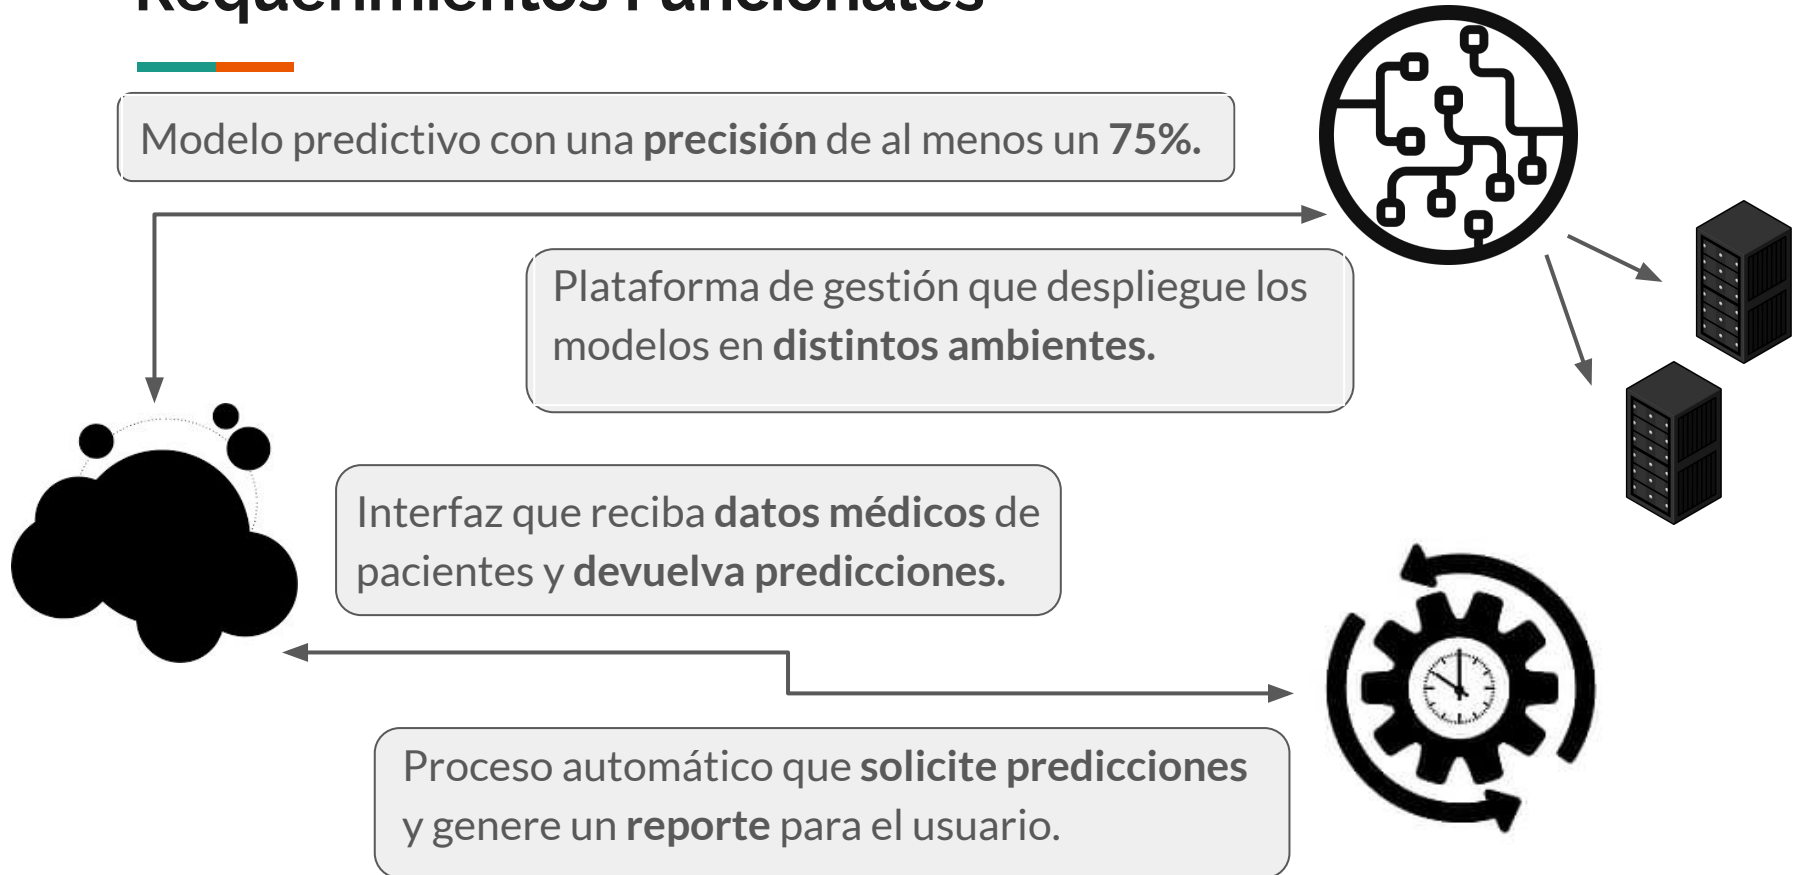 Requerimientos Funcionales
Modelo predictivo con una precisión de al menos un 75%.
Plataforma de gestión que despliegue los
modelos en distintos ambientes.
Interfaz que reciba datos médicos de
pacientes y devuelva predicciones.
Proceso automático que solicite predicciones
y genere un reporte para el usuario.